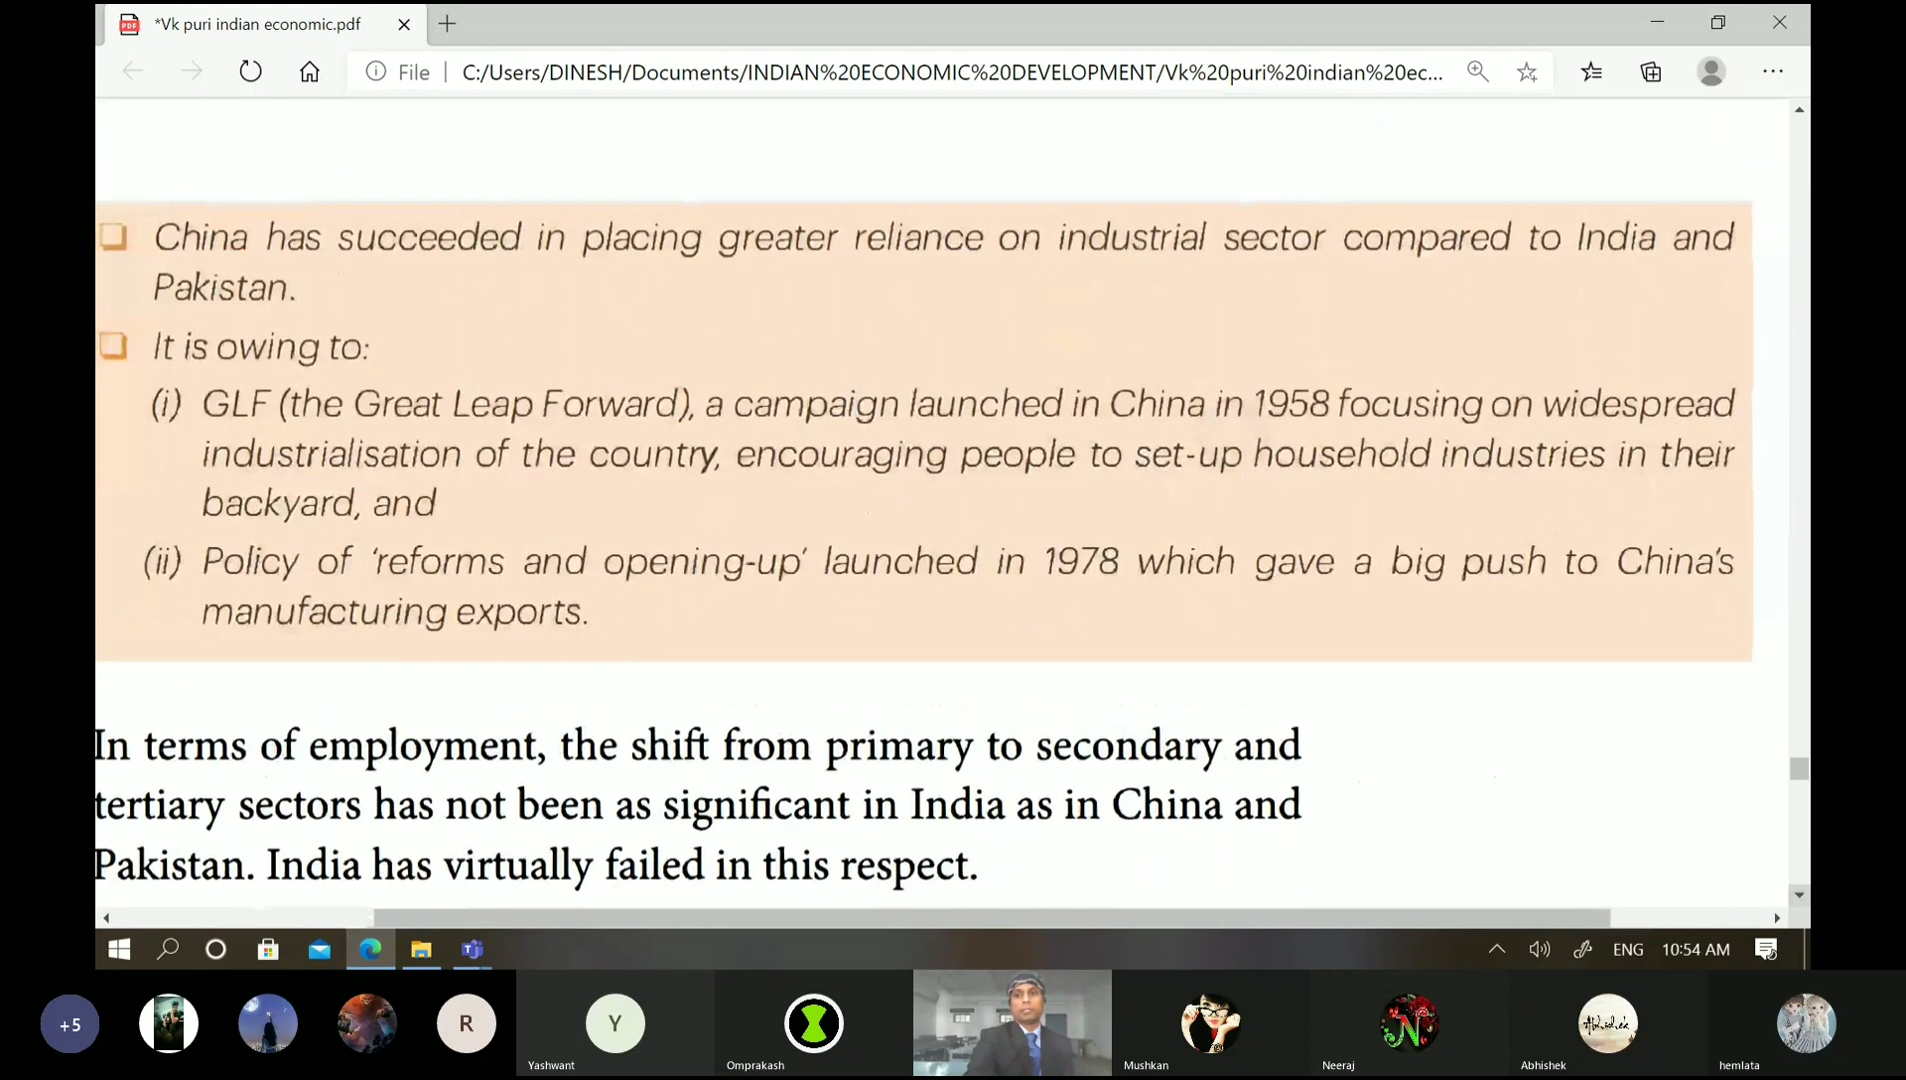 *Vk puri indian economic.pdf
File
C:/Users/DINESH/Documents/INDIAN%20ECONOMIC%20DEVELOPMENT/Vk%20puri%20indian%20ec...
China has succeeded in placing greater reliance on industrial sector compared to India and
Pakistan.
It is owing to:
(i) GLF (the Great Leap Forward), a campaign launched in China in 1958 focusing on widespread
industrialisation of the country, encouraging people to set-up household industries in their
backyard, and
(ii) Policy of 'reforms and opening-up' launched in 1978 which gave a big push to China's
manufacturing exports.
In terms of employment, the shift from primary to secondary and
tertiary sectors has not been as significant in India as in China and
Pakistan. India has virtually failed in this respect.
ENG 10:54 AM
+5
R
Y
N
Abhishek
Yashwant
Omprakash
Mushkan
Neeraj
Abhishek
hemlata